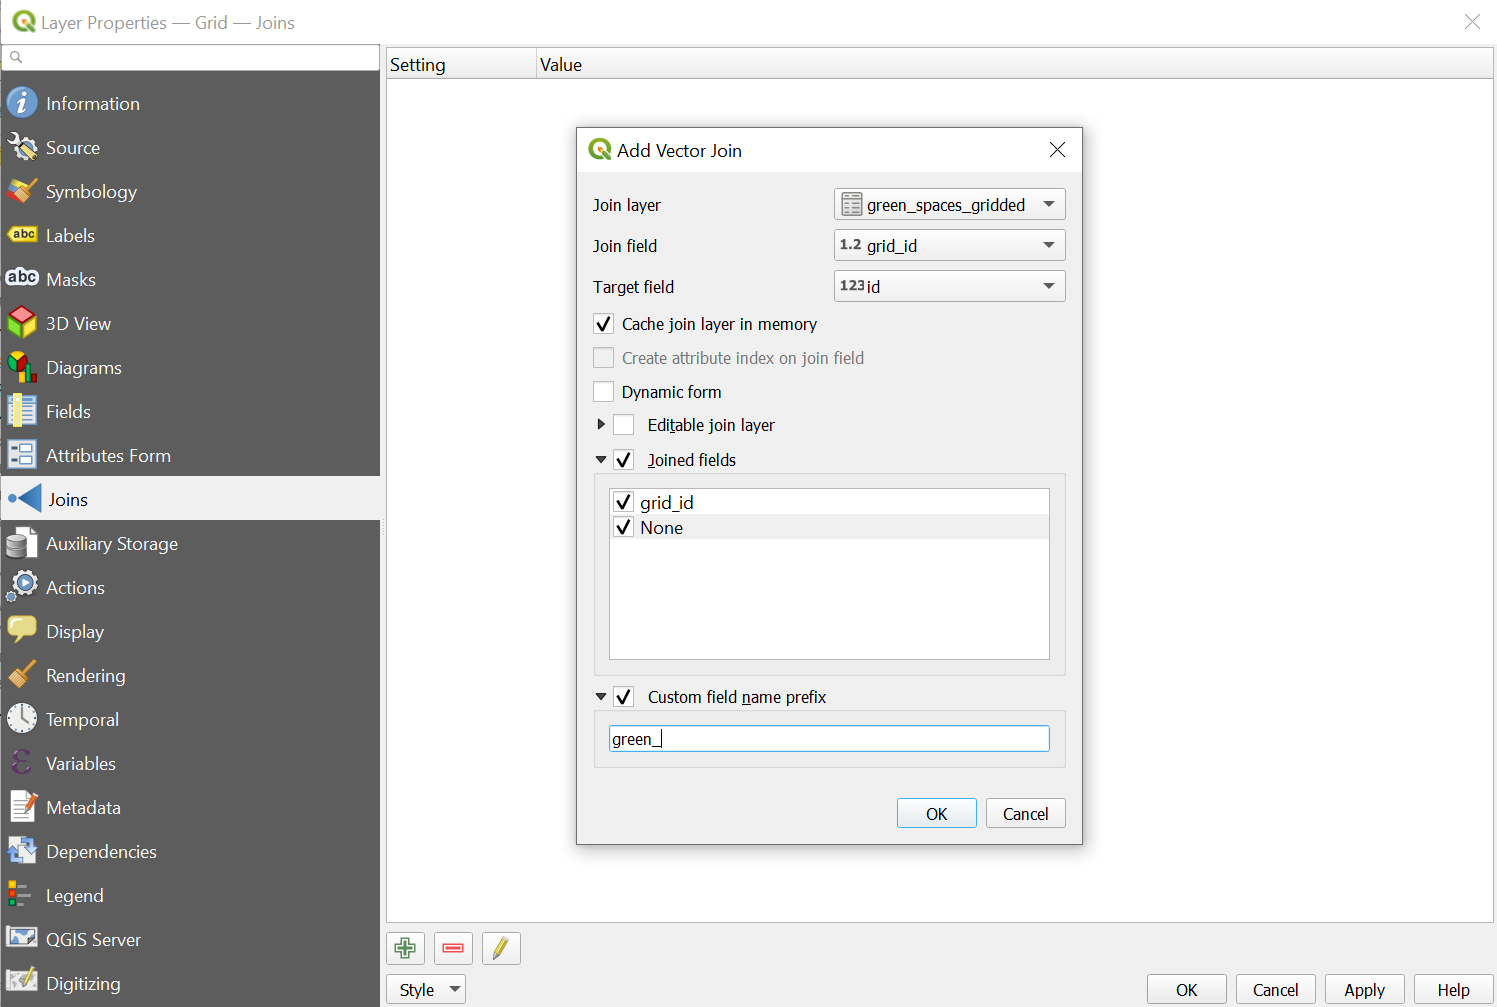 Layer Properties — Grid — Joins
Information
Source
Symbology
abc Labels
abc Masks
3D View
Diagrams
Fields
Attributes Form
Joins
Auxiliary Storage
Actions
Display
Rendering
Temporal
Variables
Metadata
Dependencies
Legend
QGIS Server
Digitizing
Setting Value
Add Vector Join
Join layer green_spaces_gridded
Join field 1.2 grid_id
Target field 123 id
Cache join layer in memory
Create attribute index on join field
Dynamic form
Editable join layer
Joined fields
grid_id
None
Custom field name prefix
green_
OK Cancel
Style OK Cancel Apply Help